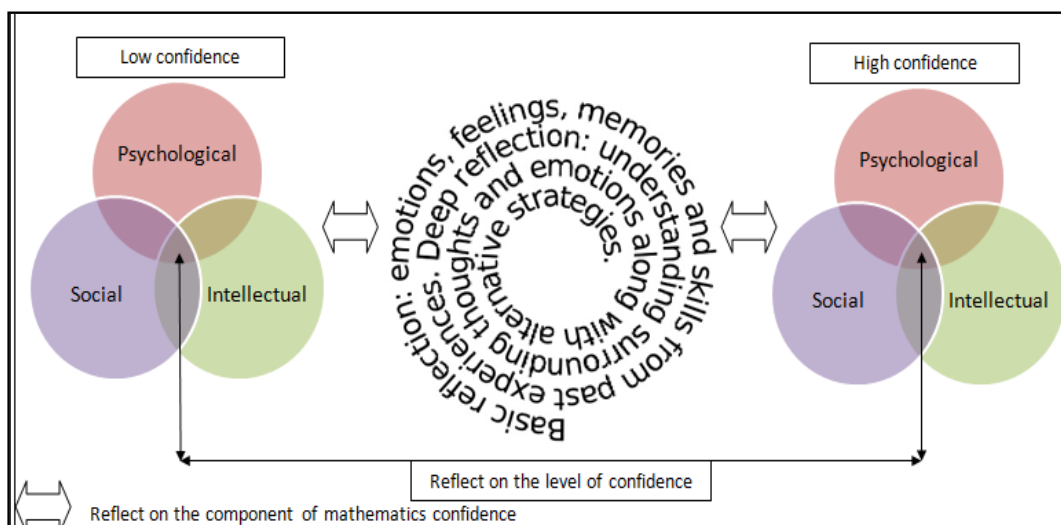 Low confidence
High confidence
Psychological
Social
Intellectual
Basic reflection: emotions, feelings, memories and skills from past experiences. Deep reflection: understanding surrounding thoughts and emotions along with alternative strategies.
Psychological
Social
Intellectual
Reflect on the level of confidence
Reflect on the component of mathematics confidence